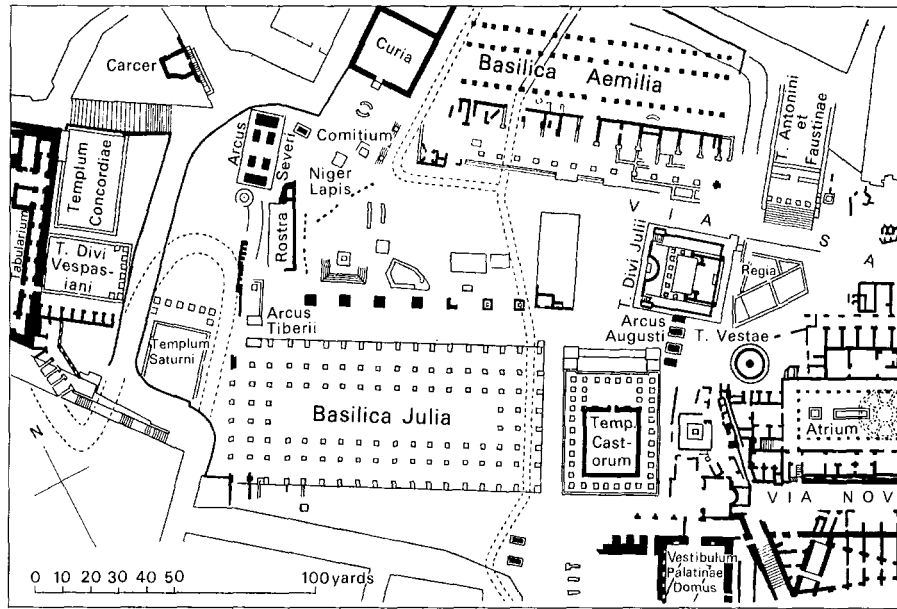 Carcer
Curia
Basilica Aemilia
T. Antonini
et
Faustinae
Arcus
Severi
Comitium
Niger
Lapis
Templum
Concordiae
Tabularium
T. Divi
Vespas-
iani
Rostra
V I A S A
T. Divi Julii
Regia
Arcus
Tiberii
Arcus
Augusti
T. Vestae
Templum
Saturni
Basilica Julia
Temp.
Cast-
orum
Atrium
VIA NOV
N
Vestibulum
Palatinae
Domus
0 10 20 30 40 50 100 yards